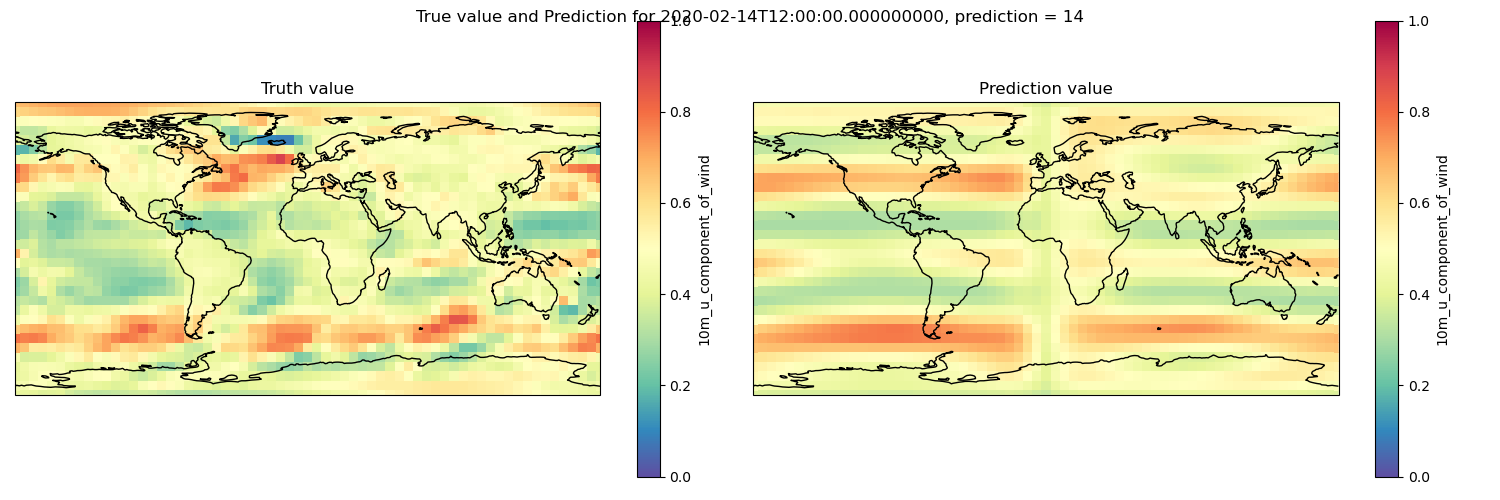 True value and Prediction for 2020-02-14T12:00:00.000000000, prediction = 14
Truth value
Prediction value
1.0
0.8
0.6
0.4
0.2
0.0
10m_u_component_of_wind
1.0
0.8
0.6
0.4
0.2
0.0
10m_u_component_of_wind